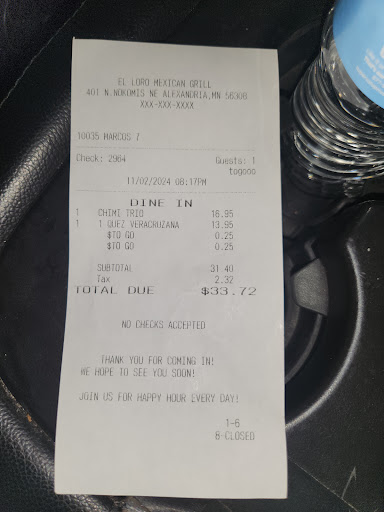 EL LORO MEXICAN GRILL
401 N.NOKOMIS NE ALEXANDRIA,MN 56308
XXX-XXX-XXXX
10035 MARCOS 7
Check: 2964 Guests: 1
togoos
11/02/2024 08:17PM
DINE IN
1 CHIMI TRIO 16.95
1 1 QUEZ VERACRUZANA 13.95
$TO GO 0.25
$TO GO 0.25
SUBTOTAL 31.40
Tax 2.32
TOTAL DUE $33.72
NO CHECKS ACCEPTED
THANK YOU FOR COMING IN!
WE HOPE TO SEE YOU SOON!
JOIN US FOR HAPPY HOUR EVERY DAY!
1-6
8-CLOSED